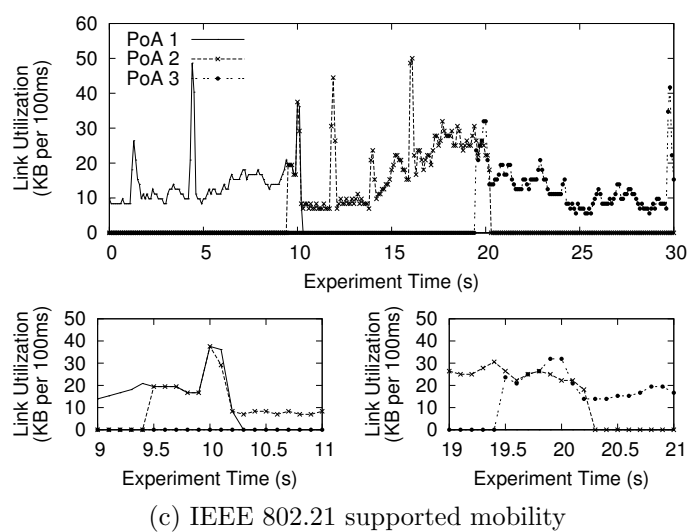 Link Utilization
(KB per 100ms)
60
50
40
30
20
10
0
PoA 1
PoA 2
PoA 3
0 5 10 15 20 25 30
Experiment Time (s)
Link Utilization
(KB per 100ms)
50
40
30
20
10
0
9 9.5 10 10.5 11
Experiment Time (s)
Link Utilization
(KB per 100ms)
50
40
30
20
10
0
19 19.5 20 20.5 21
Experiment Time (s)
(c) IEEE 802.21 supported mobility